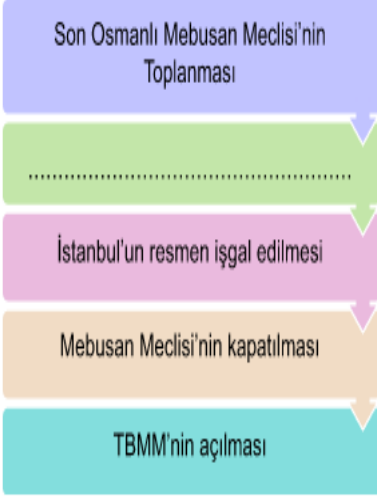 Son Osmanlı Mebusan Meclisi'nin
Toplanması
......................................................
İstanbul'un resmen işgal edilmesi
Mebusan Meclisi'nin kapatılması
TBMM'nin açılması